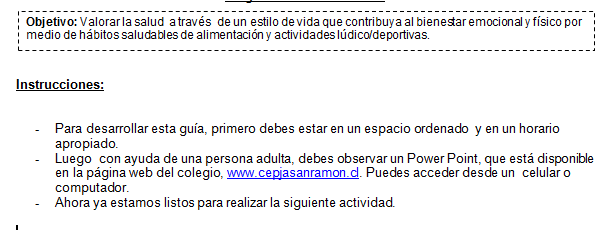 Objetivo: Valorar la salud a través de un estilo de vida que contribuya al bienestar emocional y físico por
medio de hábitos saludables de alimentación y actividades lúdico/deportivas.
Instrucciones:
- Para desarrollar esta guía, primero debes estar en un espacio ordenado y en un horario
apropiado.
- Luego con ayuda de una persona adulta, debes observar un Power Point, que está disponible
en la página web del colegio, www.cepjasanramon.cl. Puedes acceder desde un celular o
computador.
- Ahora ya estamos listos para realizar la siguiente actividad.